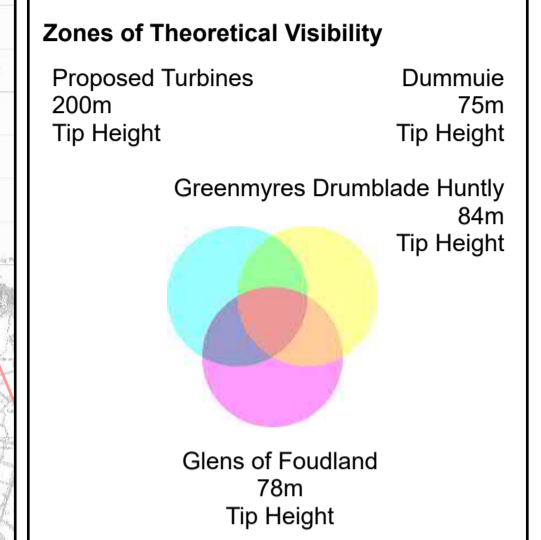 Zones of Theoretical Visibility
Proposed Turbines
200m
Tip Height
Dummuie
75m
Tip Height
Greenmyres Drumblade Huntly
84m
Tip Height
Glens of Foudland
78m
Tip Height